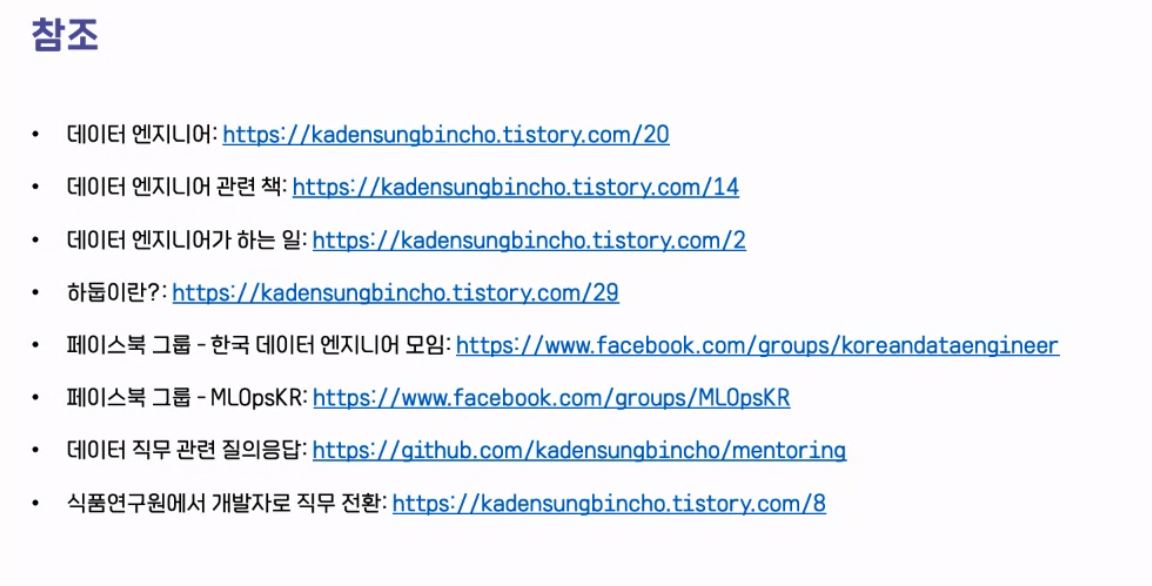 참조
• 데이터 엔지니어: https://kadensungbincho.tistory.com/20
• 데이터 엔지니어 관련 책: https://kadensungbincho.tistory.com/14
• 데이터 엔지니어가 하는 일: https://kadensungbincho.tistory.com/2
• 하둡이란?: https://kadensungbincho.tistory.com/29
• 페이스북 그룹 - 한국 데이터 엔지니어 모임: https://www.facebook.com/groups/koreandataengineer
• 페이스북 그룹 - MLOpsKR: https://www.facebook.com/groups/MLOpsKR
• 데이터 직무 관련 질의응답: https://github.com/kadensungbincho/mentoring
• 식품연구원에서 개발자로 직무 전환: https://kadensungbincho.tistory.com/8